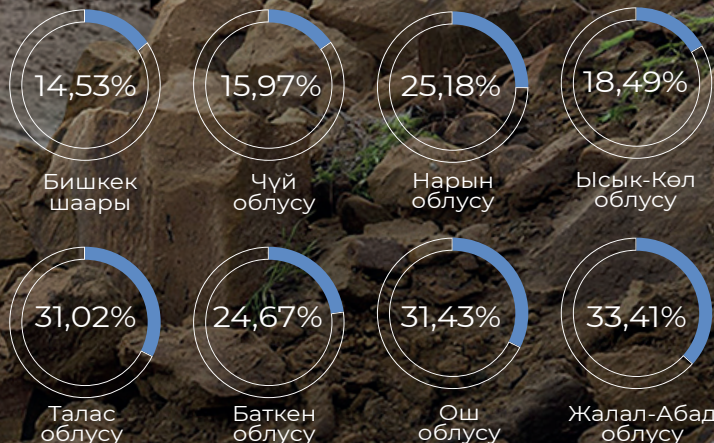 14,53%
15,97%
25,18%
18,49%
Бишкек
шаары
Чүй
облусу
Нарын
облусу
Ысык-Көл
облусу
31,02%
24,67%
31,43%
33,41%
Талас
облусу
Баткен
облусу
Ош
облусу
Жалал-Абад
облусу